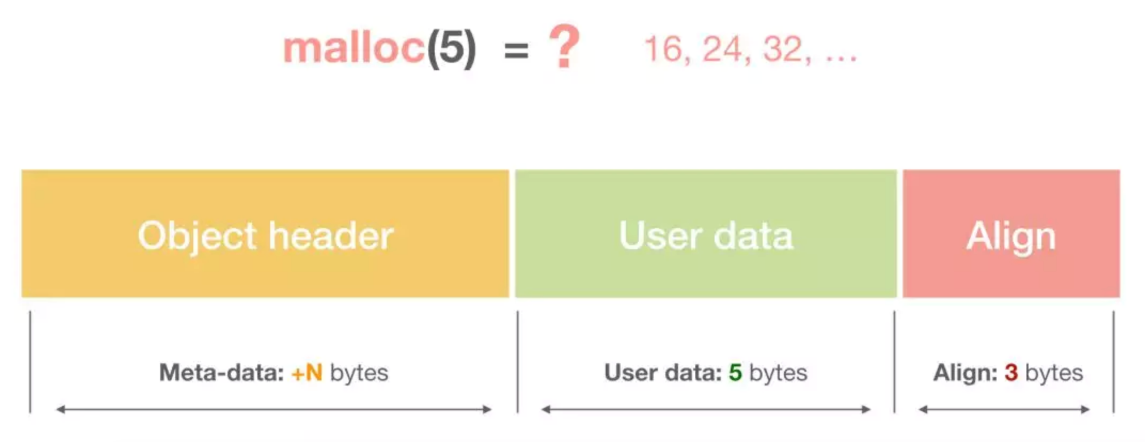 malloc(5) = ? 16, 24, 32, ...
Object header User data Align
Meta-data: +N bytes User data: 5 bytes Align: 3 bytes